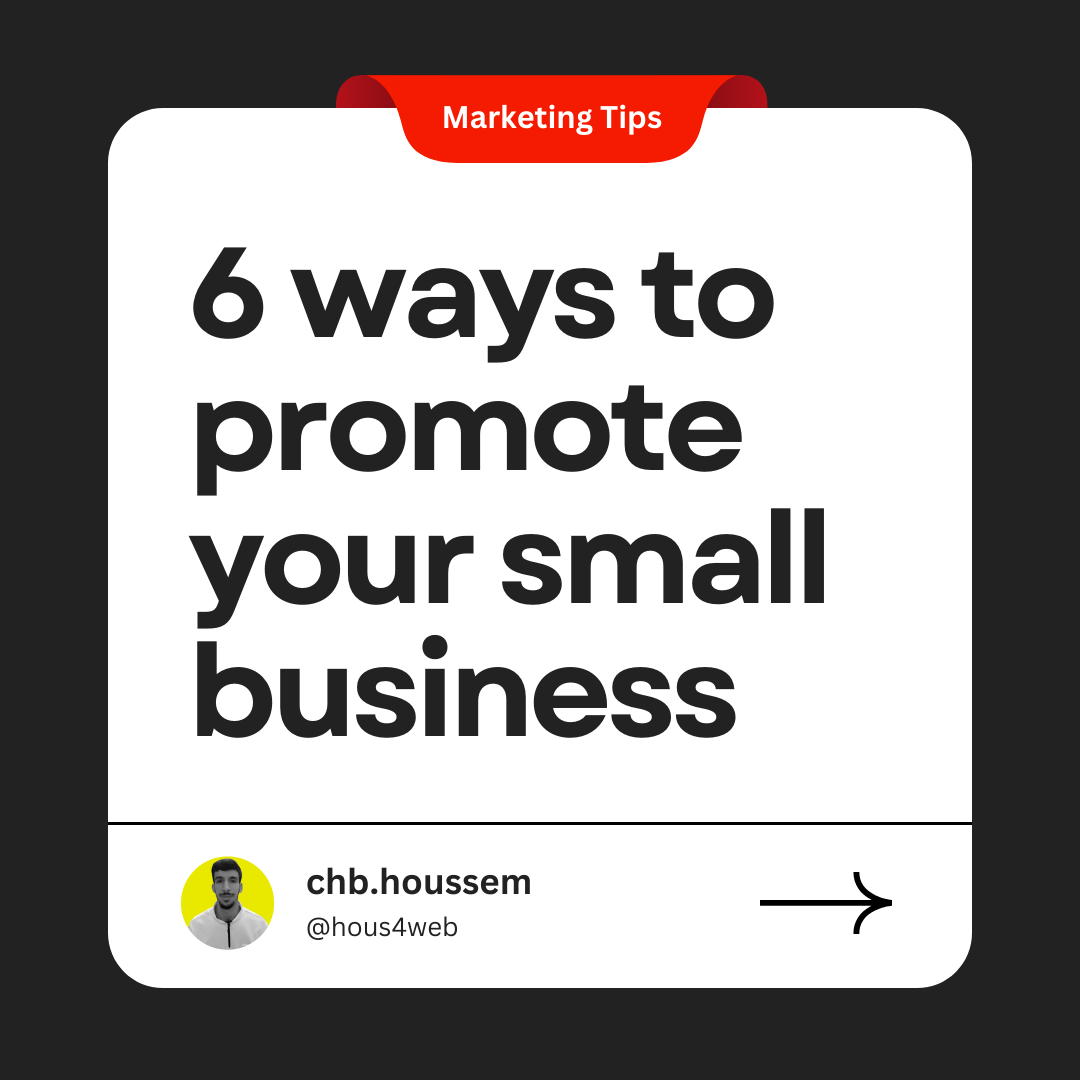 Marketing Tips
6 ways to
promote
your small
business
chb.houssem
@hous4web